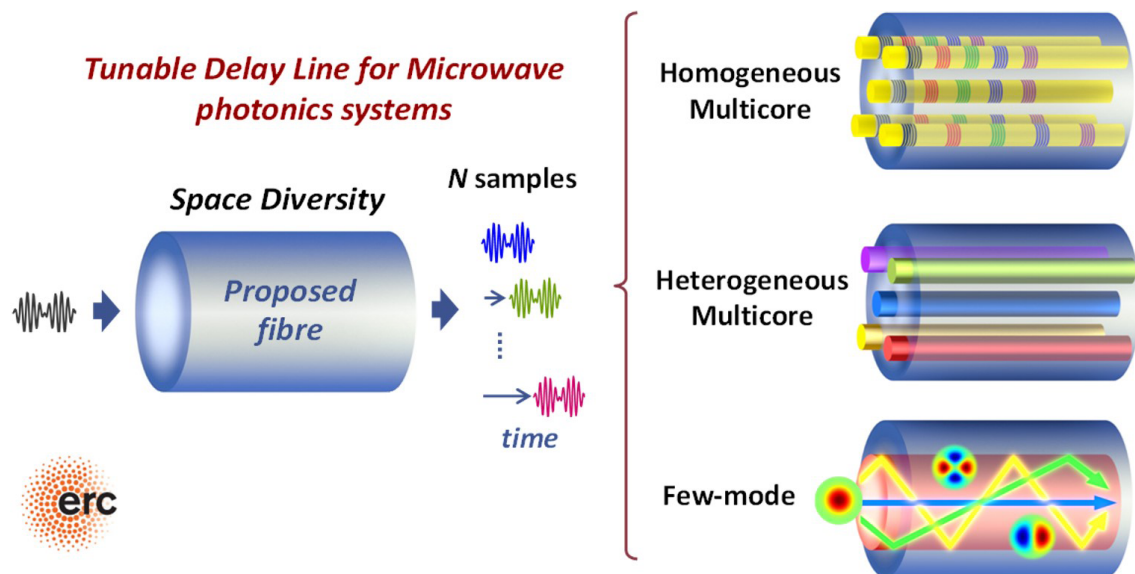 Tunable Delay Line for Microwave
photonics systems
Space Diversity
N samples
Proposed
fibre
time
erc
Homogeneous
Multicore
Heterogeneous
Multicore
Few-mode